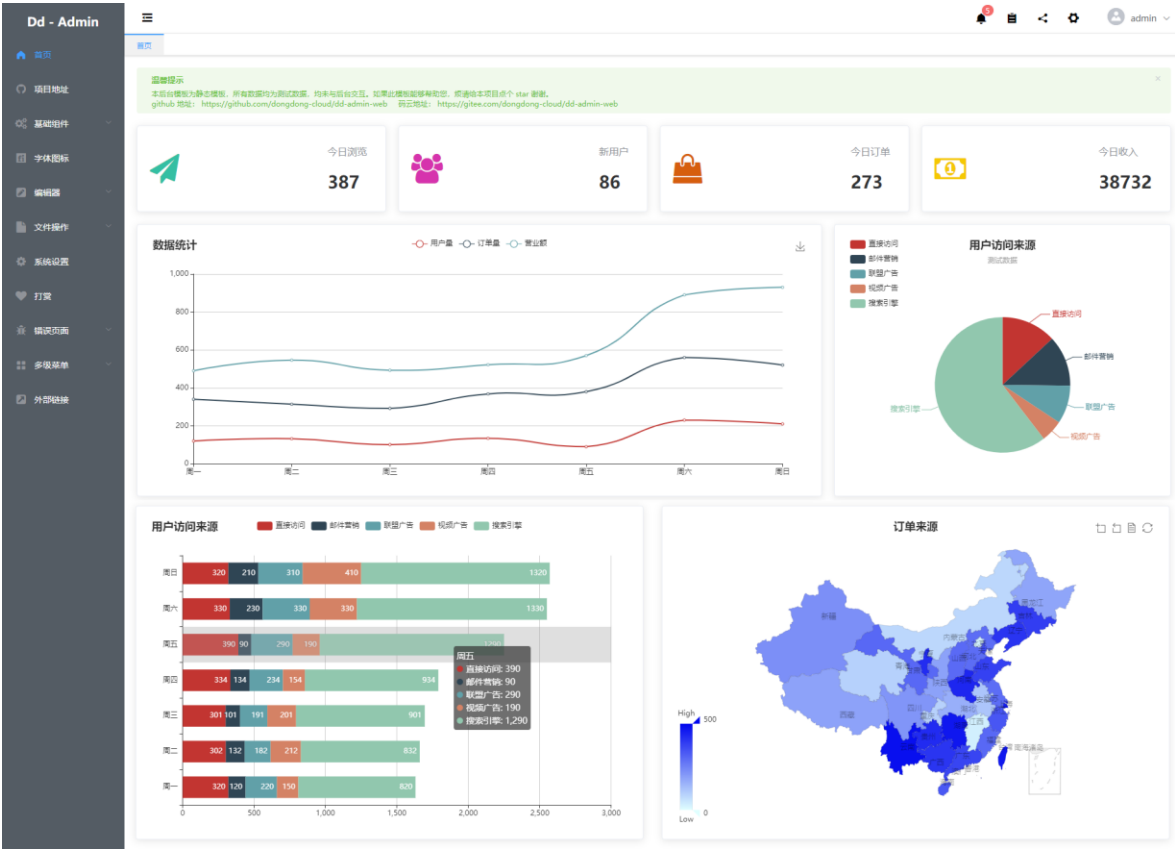 Dd - Admin
首页
项目地址
基础组件
字体图标
编辑器
文件操作
系统设置
打赏
错误页面
多级菜单
外部链接
5
admin
首页
温馨提示
本后台模板为静态模板，所有数据均为测试数据，均未与后台交互。如果此模板能够帮助您，烦请给本项目点个 star 谢谢。
github 地址： https://github.com/dongdong-cloud/dd-admin-web 码云地址： https://gitee.com/dongdong-cloud/dd-admin-web
今日浏览
387
新用户
86
今日订单
273
今日收入
38732
数据统计
用户量 订单量 营业额
1,000
800
600
400
200
0
周一 周二 周三 周四 周五 周六 周日
直接访问
邮件营销
联盟广告
视频广告
搜索引擎
用户访问来源
测试数据
直接访问
邮件营销
联盟广告
视频广告
搜索引擎
用户访问来源
直接访问 邮件营销 联盟广告 视频广告 搜索引擎
周日 320 210 310 410 1320
周六 330 230 330 330 1330
周五 390 90 290 190 1290
周四 334 134 234 154 934
周三 301 101 191 201 901
周二 302 132 182 212 832
周一 320 120 220 150 820
0 500 1,000 1,500 2,000 2,500 3,000
周五
直接访问: 390
邮件营销: 90
联盟广告: 290
视频广告: 190
搜索引擎: 1,290
订单来源
黑龙江
新疆
内蒙古
西藏
四川
江西
南海诸岛
High
500
0
Low